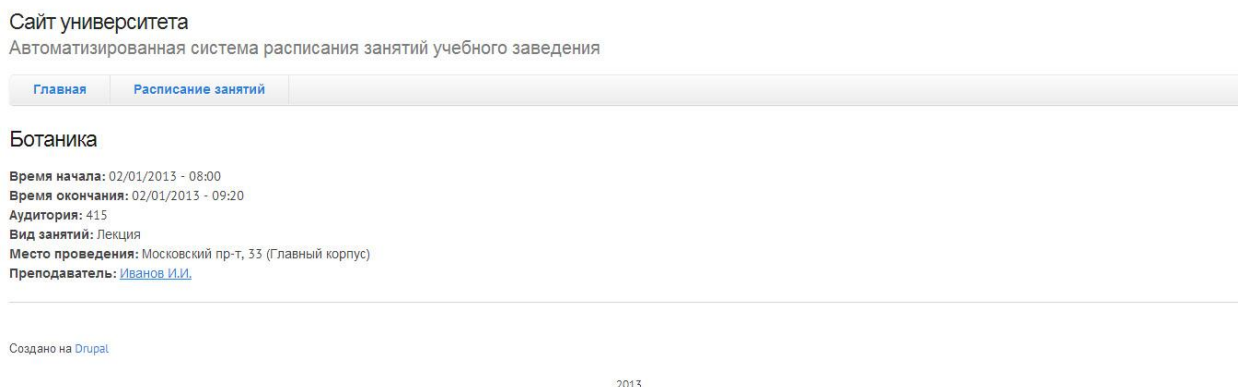 Сайт университета
Автоматизированная система расписания занятий учебного заведения
Главная Расписание занятий
Ботаника
Время начала: 02/01/2013 - 08:00
Время окончания: 02/01/2013 - 09:20
Аудитория: 415
Вид занятий: Лекция
Место проведения: Московский пр-т, 33 (Главный корпус)
Преподаватель: Иванов И.И.
Создано на Drupal
2013